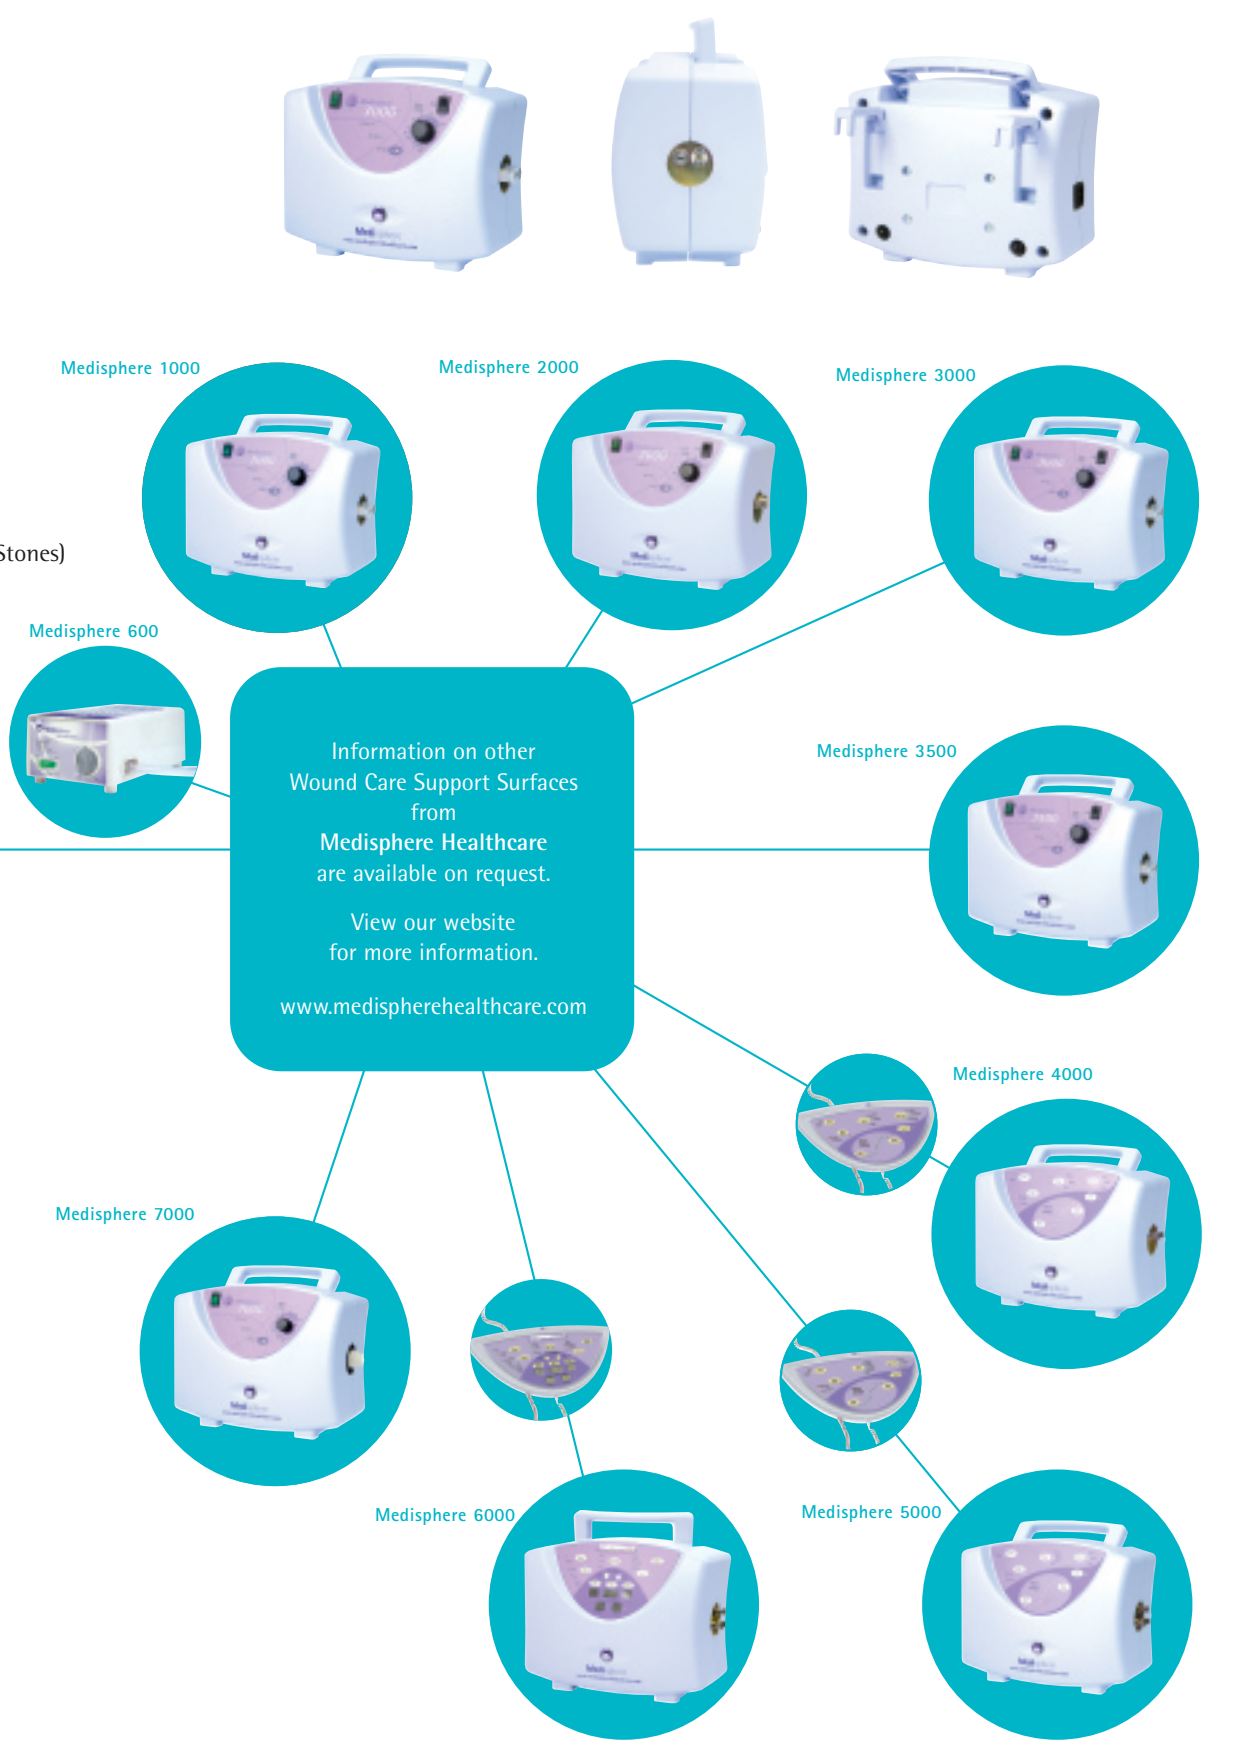 Medisphere 1000
Medisphere 2000
Medisphere 3000
Stones)
Medisphere 600
Information on other
Wound Care Support Surfaces
from
Medisphere Healthcare
are available on request.
View our website
for more information.
www.medispherehealthcare.com
Medisphere 3500
Medisphere 4000
Medisphere 7000
Medisphere 6000
Medisphere 5000